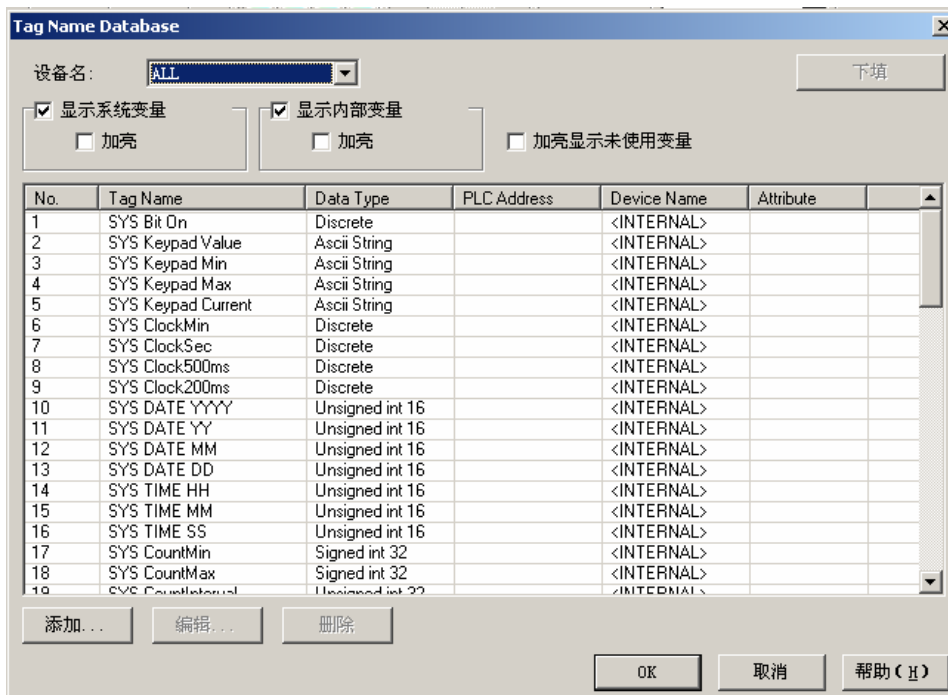 Tag Name Database
设备名: ALL 下填
显示系统变量 显示内部变量
加亮 加亮 加亮显示未使用变量
No. Tag Name Data Type PLC Address Device Name Attribute
1 SYS Bit On Discrete <INTERNAL>
2 SYS Keypad Value Ascii String <INTERNAL>
3 SYS Keypad Min Ascii String <INTERNAL>
4 SYS Keypad Max Ascii String <INTERNAL>
5 SYS Keypad Current Ascii String <INTERNAL>
6 SYS ClockMin Discrete <INTERNAL>
7 SYS ClockSec Discrete <INTERNAL>
8 SYS Clock500ms Discrete <INTERNAL>
9 SYS Clock200ms Discrete <INTERNAL>
10 SYS DATE YYYY Unsigned int 16 <INTERNAL>
11 SYS DATE YY Unsigned int 16 <INTERNAL>
12 SYS DATE MM Unsigned int 16 <INTERNAL>
13 SYS DATE DD Unsigned int 16 <INTERNAL>
14 SYS TIME HH Unsigned int 16 <INTERNAL>
15 SYS TIME MM Unsigned int 16 <INTERNAL>
16 SYS TIME SS Unsigned int 16 <INTERNAL>
17 SYS CountMin Signed int 32 <INTERNAL>
18 SYS CountMax Signed int 32 <INTERNAL>
19 SYS CountInterval Unsigned int 32 <INTERNAL>
添加... 编辑... 删除
OK 取消 帮助(H)